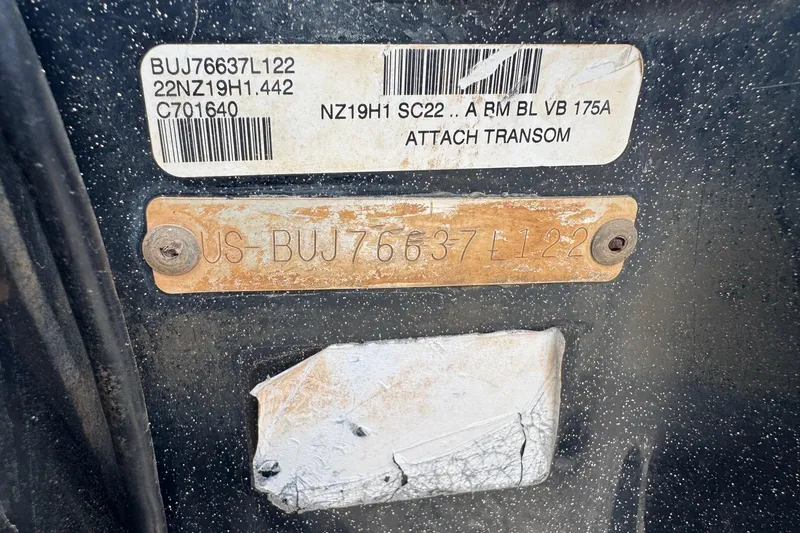 BUJ76637L122
22NZ19H1.442
C701640
NZ19H1 SC22 .. A BM BL VB 175A
ATTACH TRANSOM
US-BUJ76637L122